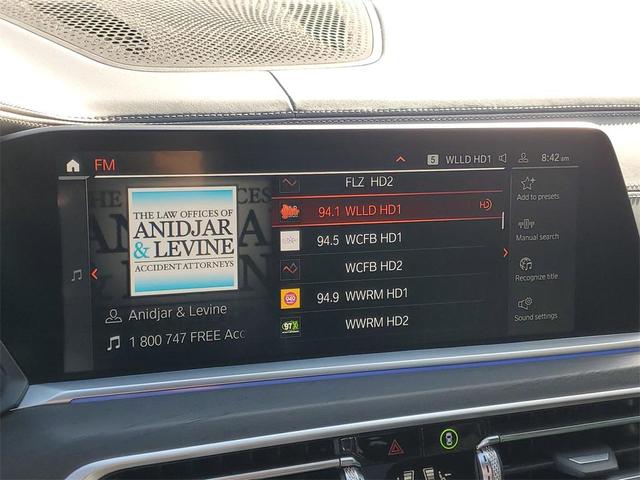 FM
5 WLLD HD1 8:42 am
THE LAW OFFICES OF
ANIDJAR
& LEVINE
ACCIDENT ATTORNEYS
Anidjar & Levine
1 800 747 FREE Acc
FLZ HD2
94.1 WLLD HD1 HD
94.5 WCFB HD1
WCFB HD2
94.9 WWRM HD1
97X WWRM HD2
Add to presets
Manual search
Recognize title
Sound settings